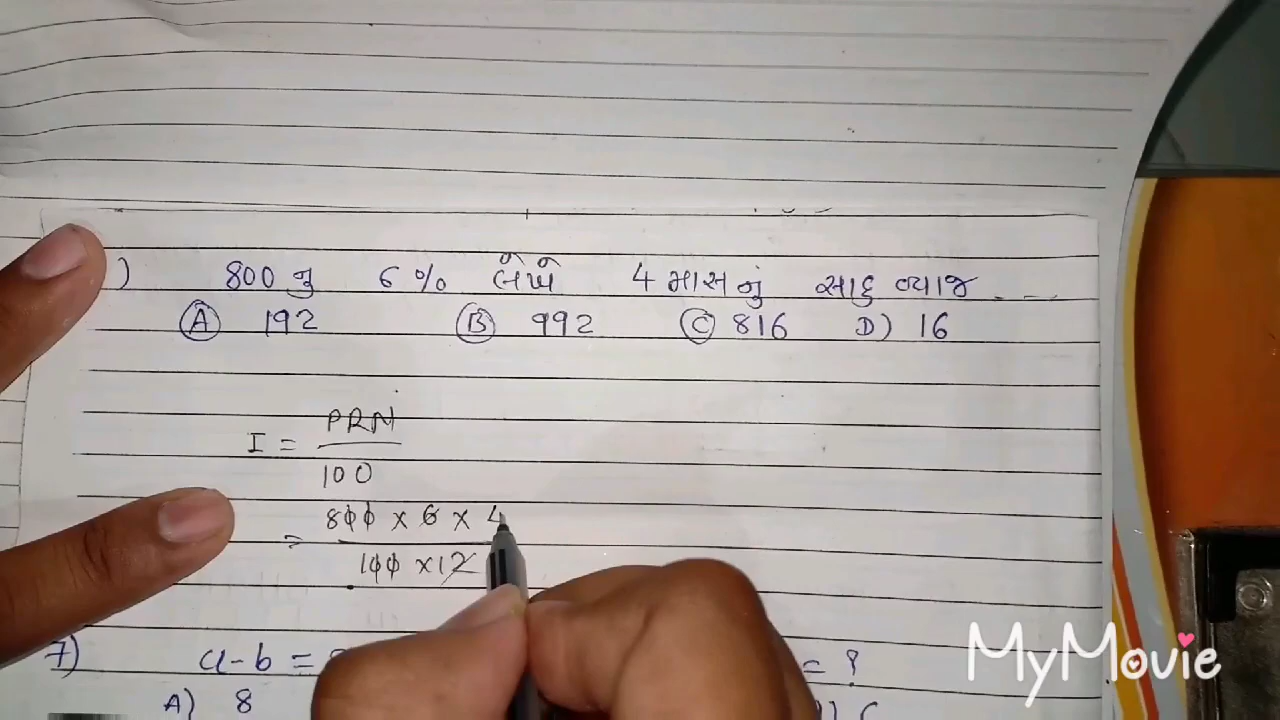 ) 800 નુ 6% લેખે 4 માસનું સાદુ વ્યાજ ----
(A) 192 (B) 992 (C) 816 D) 16
I = PRN
100
= 800 x 6 x 4
100 x 12
7) a-b = = ?
A) 8
MyMovie